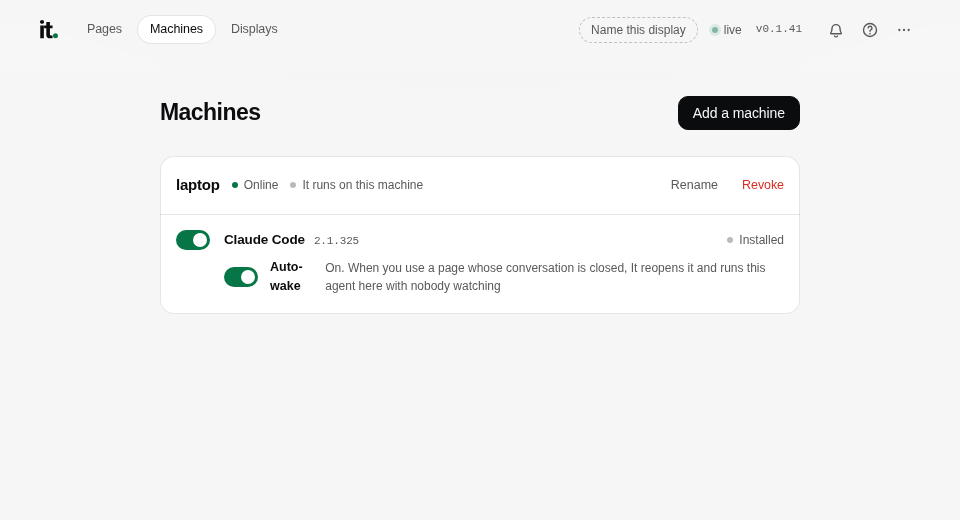 it.
Pages
Machines
Displays
Name this display
live
v0.1.41
Machines
Add a machine
laptop
Online
It runs on this machine
Rename
Revoke
Claude Code
2.1.325
Installed
Auto-
wake
On. When you use a page whose conversation is closed, It reopens it and runs this
agent here with nobody watching